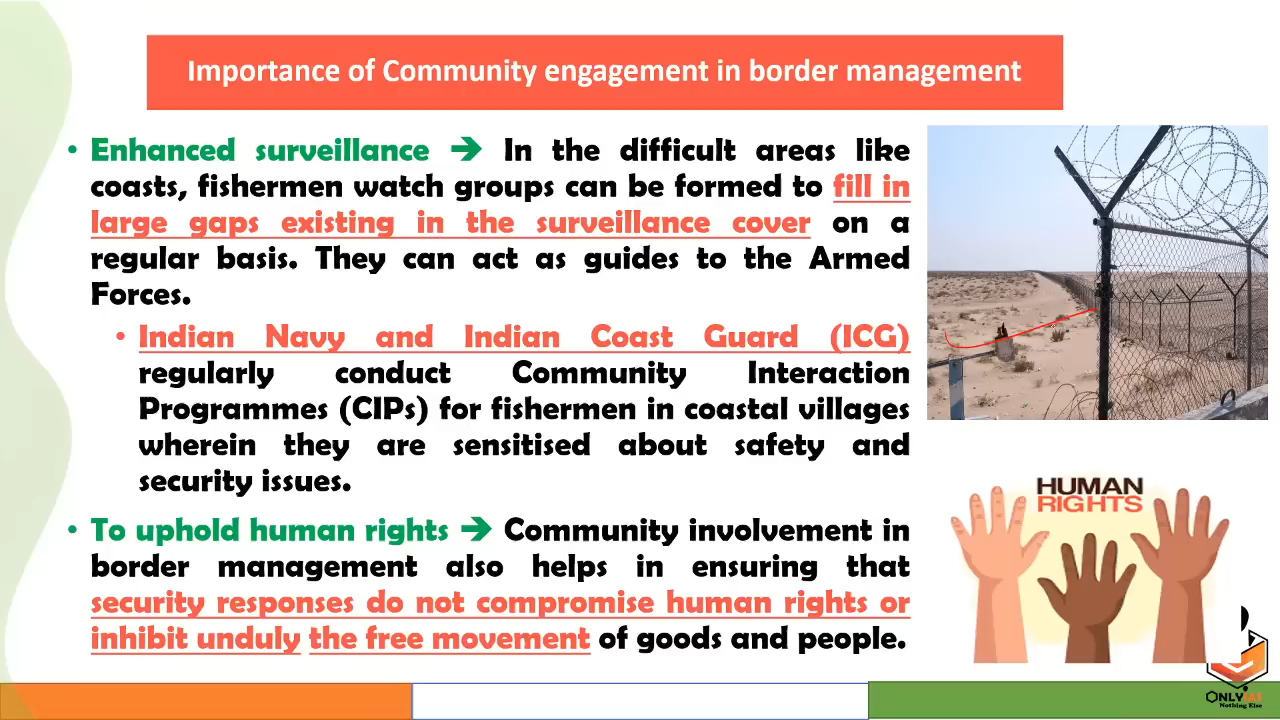 Importance of Community engagement in border management
• Enhanced surveillance ➔ In the difficult areas like
coasts, fishermen watch groups can be formed to fill in
large gaps existing in the surveillance cover on a
regular basis. They can act as guides to the Armed
Forces.
• Indian Navy and Indian Coast Guard (ICG)
regularly conduct Community Interaction
Programmes (CIPs) for fishermen in coastal villages
wherein they are sensitised about safety and
security issues.
• To uphold human rights ➔ Community involvement in
border management also helps in ensuring that
security responses do not compromise human rights or
inhibit unduly the free movement of goods and people.
HUMAN
RIGHTS
ONLYIAS
Nothing Else